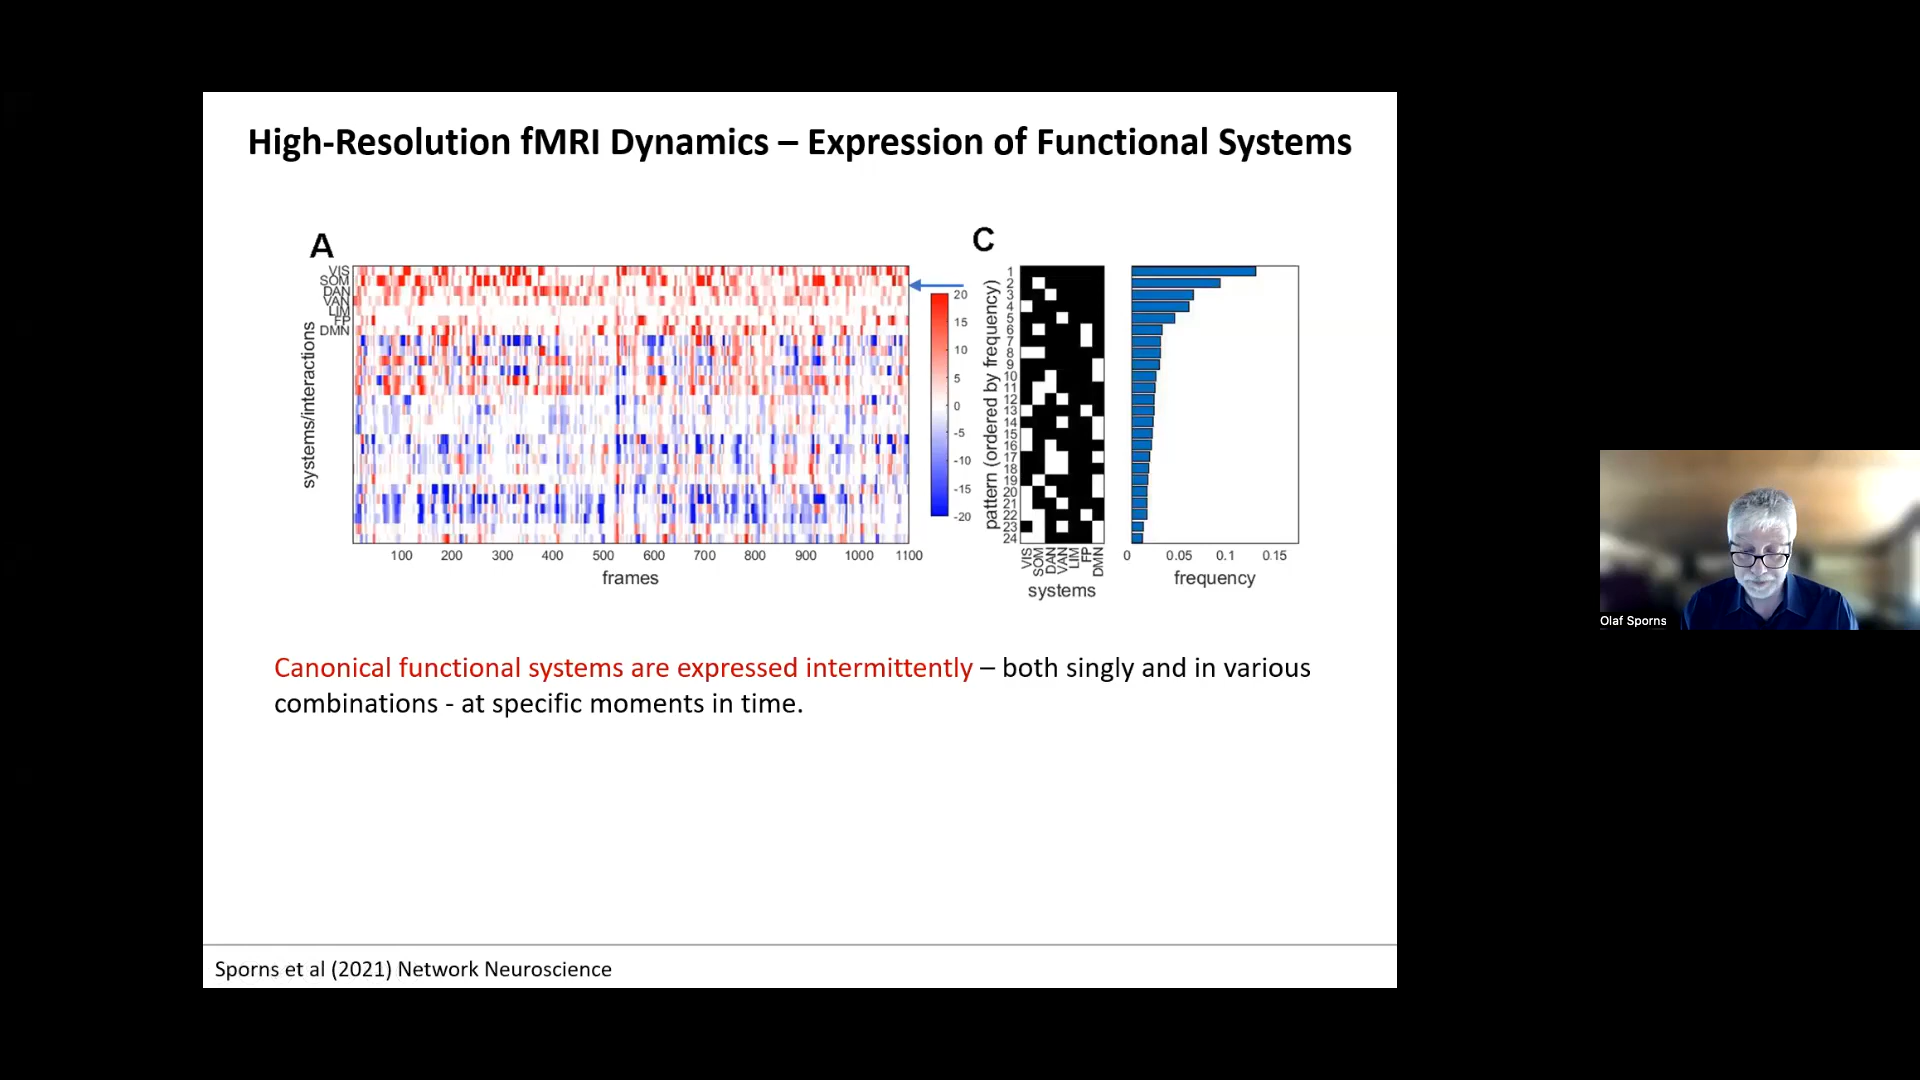 High-Resolution fMRI Dynamics – Expression of Functional Systems
A
VIS
SOM
DAN
VAN
LIM
FP
DMN
systems/interactions
100 200 300 400 500 600 700 800 900 1000 1100
frames
20
15
10
5
0
-5
-10
-15
-20
C
pattern (ordered by frequency)
1
2
3
4
5
6
7
8
9
10
11
12
13
14
15
16
17
18
19
20
21
22
23
24
VIS
SOM
DAN
VAN
LIM
FP
DMN
systems
0 0.05 0.1 0.15
frequency
Canonical functional systems are expressed intermittently – both singly and in various
combinations - at specific moments in time.
Sporns et al (2021) Network Neuroscience
Olaf Sporns